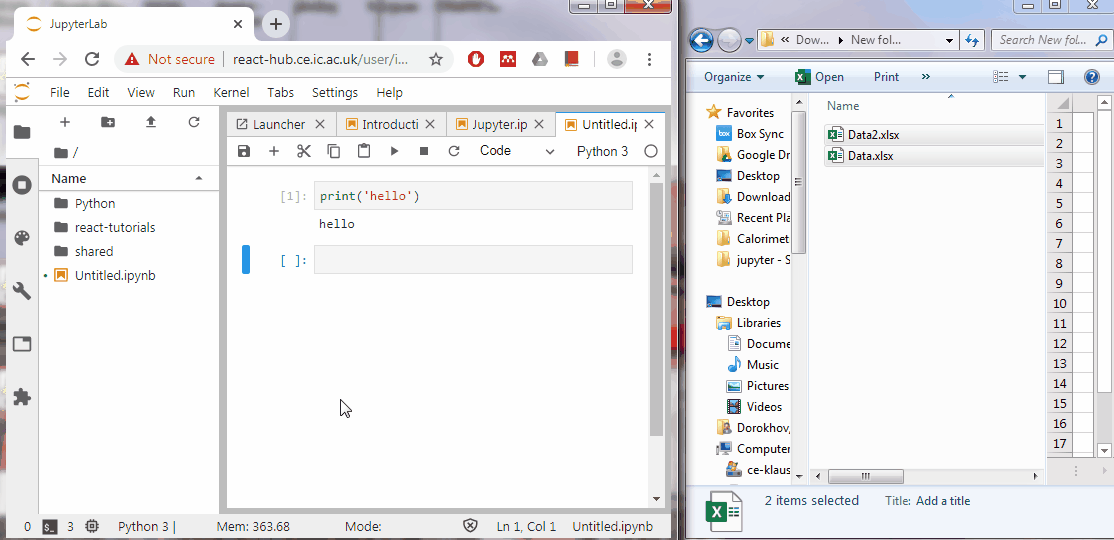 JupyterLab
Not secure | react-hub.ce.ic.ac.uk/user/i...
File Edit View Run Kernel Tabs Settings Help
Launcher
Introducti
Jupyter.ip
Untitled.ip
Code
Python 3
/
Name
Python
react-tutorials
shared
Untitled.ipynb
[1]: print('hello')
hello
[ ]:
0
3
Python 3 |
Mem: 363.68
Mode:
Ln 1, Col 1
Untitled.ipynb
« Dow...
New fol...
Search New fol...
Organize
Open
Print
»
Favorites
Box Sync
Google Dr
Desktop
Download
Recent Pla
Calorimet
jupyter - S
Desktop
Libraries
Docume
Music
Pictures
Videos
Dorokhov,
Computer
ce-klaus
Name
Data2.xlsx
Data.xlsx
1
2
3
4
5
6
7
8
9
10
11
12
13
14
15
16
17
2 items selected
Title: Add a title